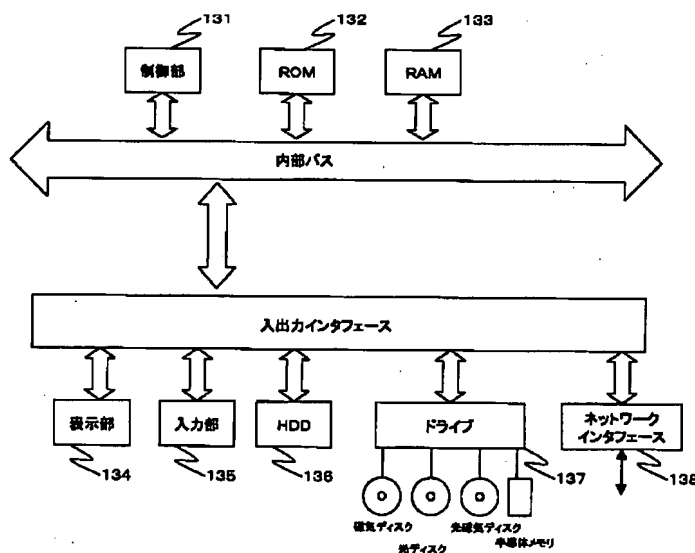 131
132
133
制御部
ROM
RAM
内部バス
入出力インタフェース
表示部
入力部
HDD
ドライブ
ネットワーク
インタフェース
134
135
136
137
138
磁気ディスク
光ディスク
光磁気ディスク
半導体メモリ